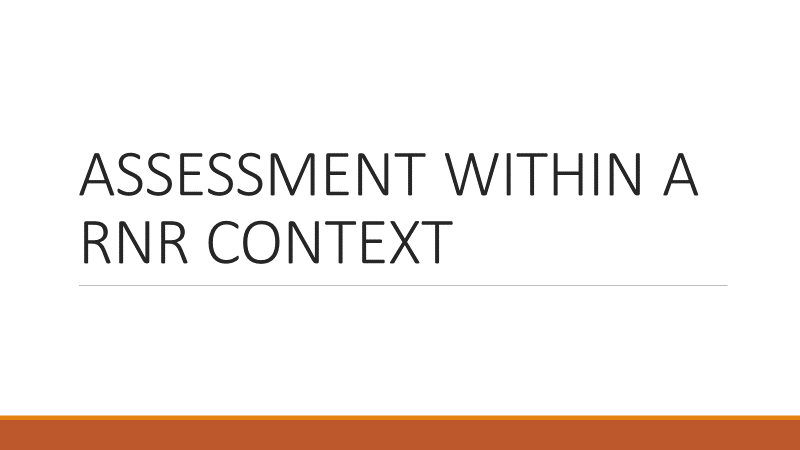 ASSESSMENT WITHIN A
RNR CONTEXT